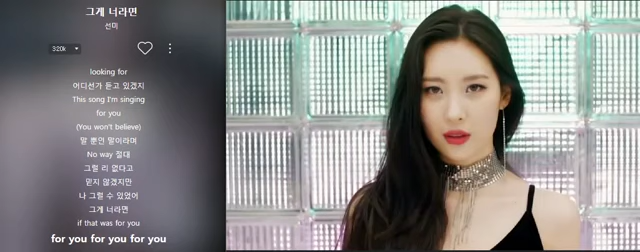 그게 너라면
선미
320k
looking for
어디선가 듣고 있겠지
This song I'm singing
for you
(You won't believe)
말 뿐인 말이라며
No way 절대
그럴 리 없다고
믿지 않겠지만
나 그럴 수 있었어
그게 너라면
if that was for you
for you for you for you